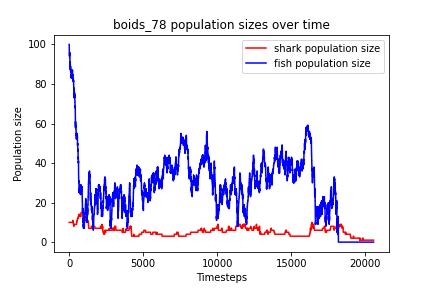 boids_78 population sizes over time
shark population size
fish population size
Population size
100
80
60
40
20
0
0 5000 10000 15000 20000
Timesteps